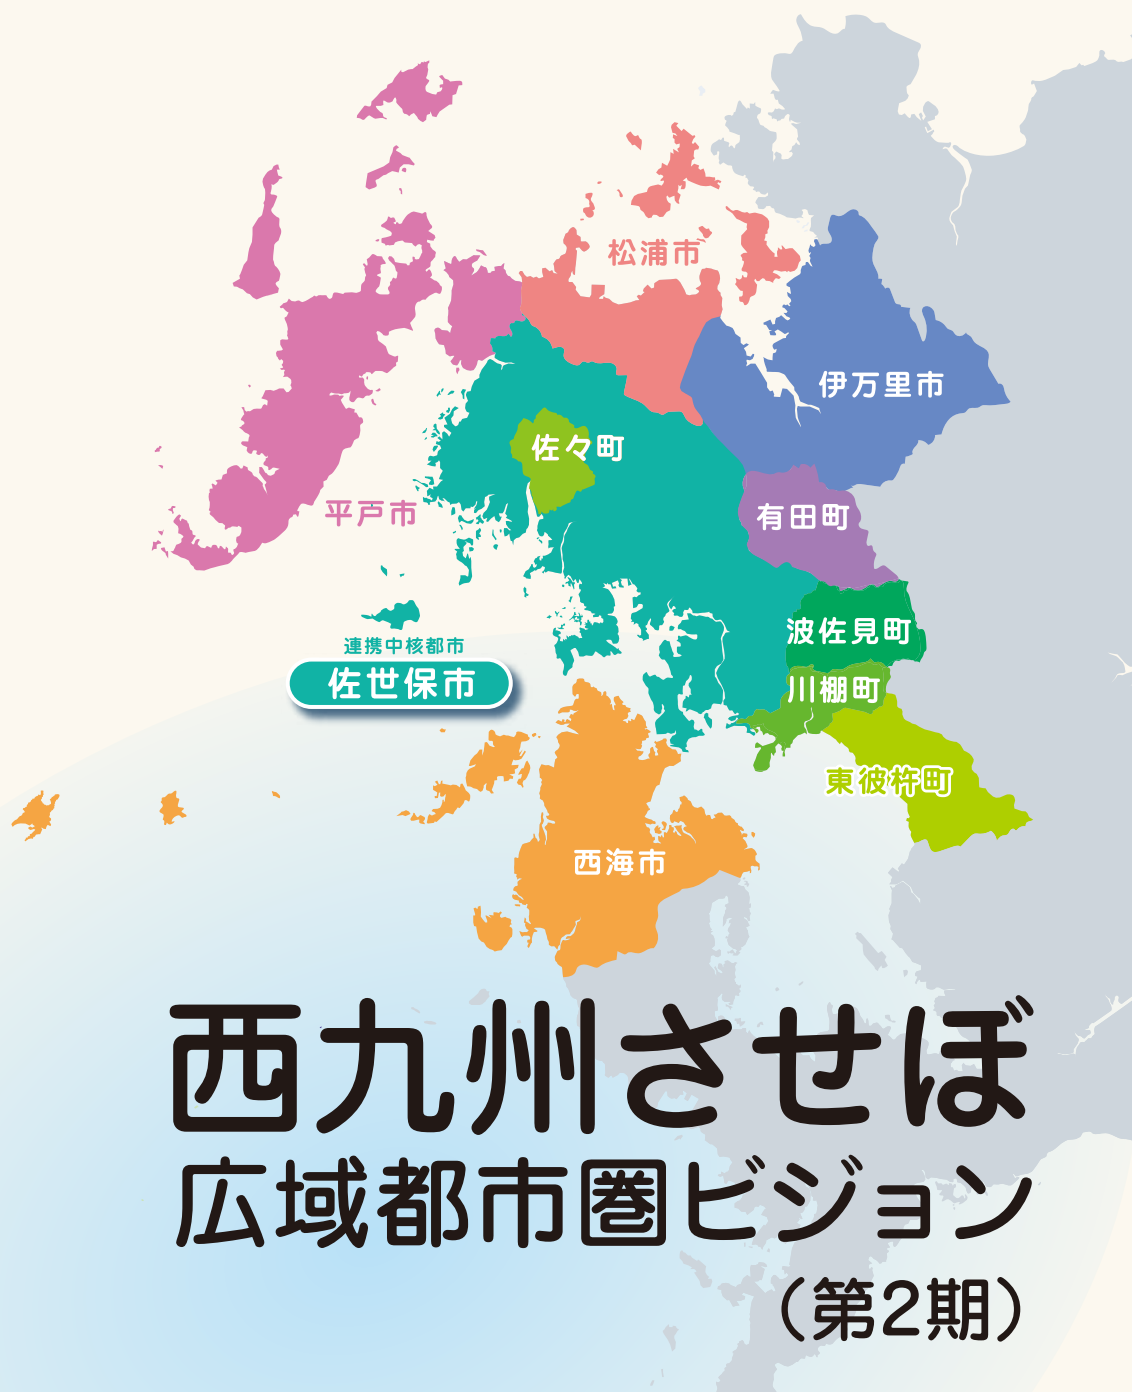 松浦市
伊万里市
佐々町
平戸市
有田町
波佐見町
連携中核都市
佐世保市
川棚町
東彼杵町
西海市
西九州させぼ
広域都市圏ビジョン
（第2期）